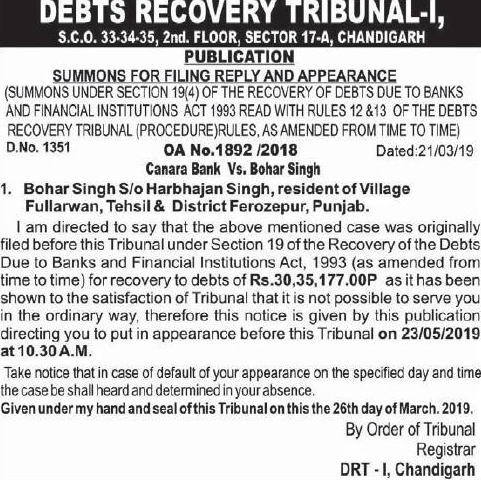 DEBTS RECOVERY TRIBUNAL-I,
S.C.O. 33-34-35, 2nd. FLOOR, SECTOR 17-A, CHANDIGARH
PUBLICATION
SUMMONS FOR FILING REPLY AND APPEARANCE
(SUMMONS UNDER SECTION 19(4) OF THE RECOVERY OF DEBTS DUE TO BANKS
AND FINANCIAL INSTITUTIONS ACT 1993 READ WITH RULES 12 &13 OF THE DEBTS
RECOVERY TRIBUNAL (PROCEDURE)RULES, AS AMENDED FROM TIME TO TIME)
D.No. 1351 OA No.1892 /2018 Dated:21/03/19
Canara Bank Vs. Bohar Singh
1. Bohar Singh S/o Harbhajan Singh, resident of Village
Fullarwan, Tehsil & District Ferozepur, Punjab.
I am directed to say that the above mentioned case was originally
filed before this Tribunal under Section 19 of the Recovery of the Debts
Due to Banks and Financial Institutions Act, 1993 (as amended from
time to time) for recovery to debts of Rs.30,35,177.00P as it has been
shown to the satisfaction of Tribunal that it is not possible to serve you
in the ordinary way, therefore this notice is given by this publication
directing you to put in appearance before this Tribunal on 23/05/2019
at 10.30 A.M.
Take notice that in case of default of your appearance on the specified day and time
the case be shall heard and determined in your absence.
Given under my hand and seal of this Tribunal on this the 26th day of March. 2019.
By Order of Tribunal
Registrar
DRT - I, Chandigarh